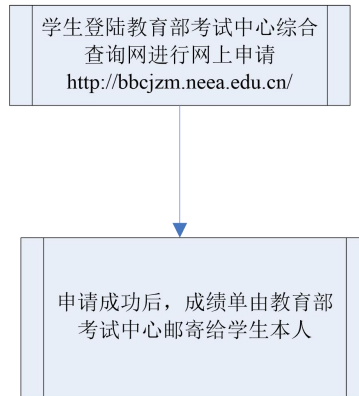 学生登陆教育部考试中心综合
查询网进行网上申请
http://bbcjzm.neea.edu.cn/
申请成功后，成绩单由教育部
考试中心邮寄给学生本人